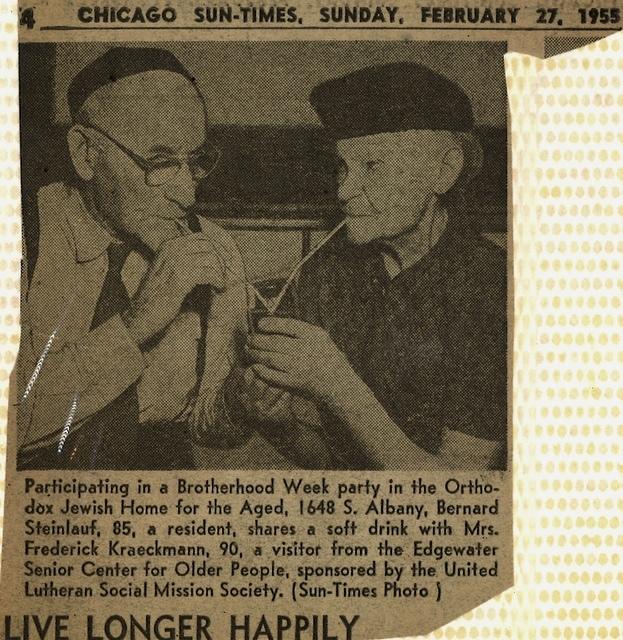 4 CHICAGO SUN-TIMES, SUNDAY, FEBRUARY 27, 1955
Participating in a Brotherhood Week party in the Ortho-
dox Jewish Home for the Aged, 1648 S. Albany, Bernard
Steinlauf, 85, a resident, shares a soft drink with Mrs.
Frederick Kraeckmann, 90, a visitor from the Edgewater
Senior Center for Older People, sponsored by the United
Lutheran Social Mission Society. (Sun-Times Photo )
LIVE LONGER HAPPILY